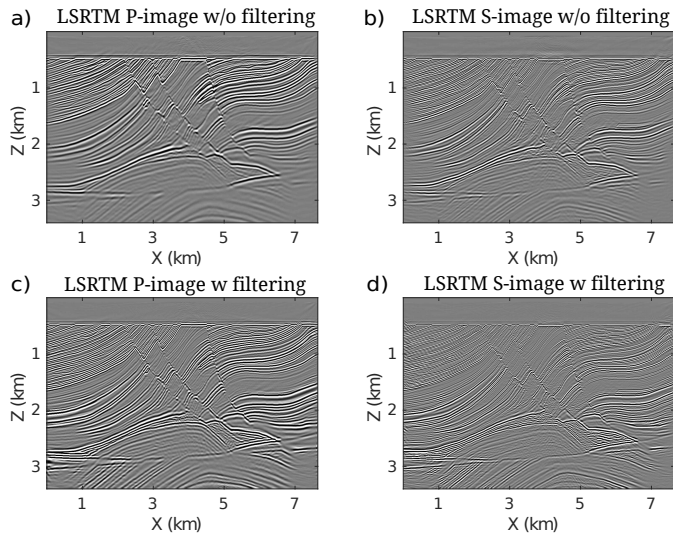 a) LSRTM P-image w/o filtering
Z (km)
1
2
3
1 3 5 7
X (km)
b) LSRTM S-image w/o filtering
Z (km)
1
2
3
1 3 5 7
X (km)
c) LSRTM P-image w filtering
Z (km)
1
2
3
1 3 5 7
X (km)
d) LSRTM S-image w filtering
Z (km)
1
2
3
1 3 5 7
X (km)